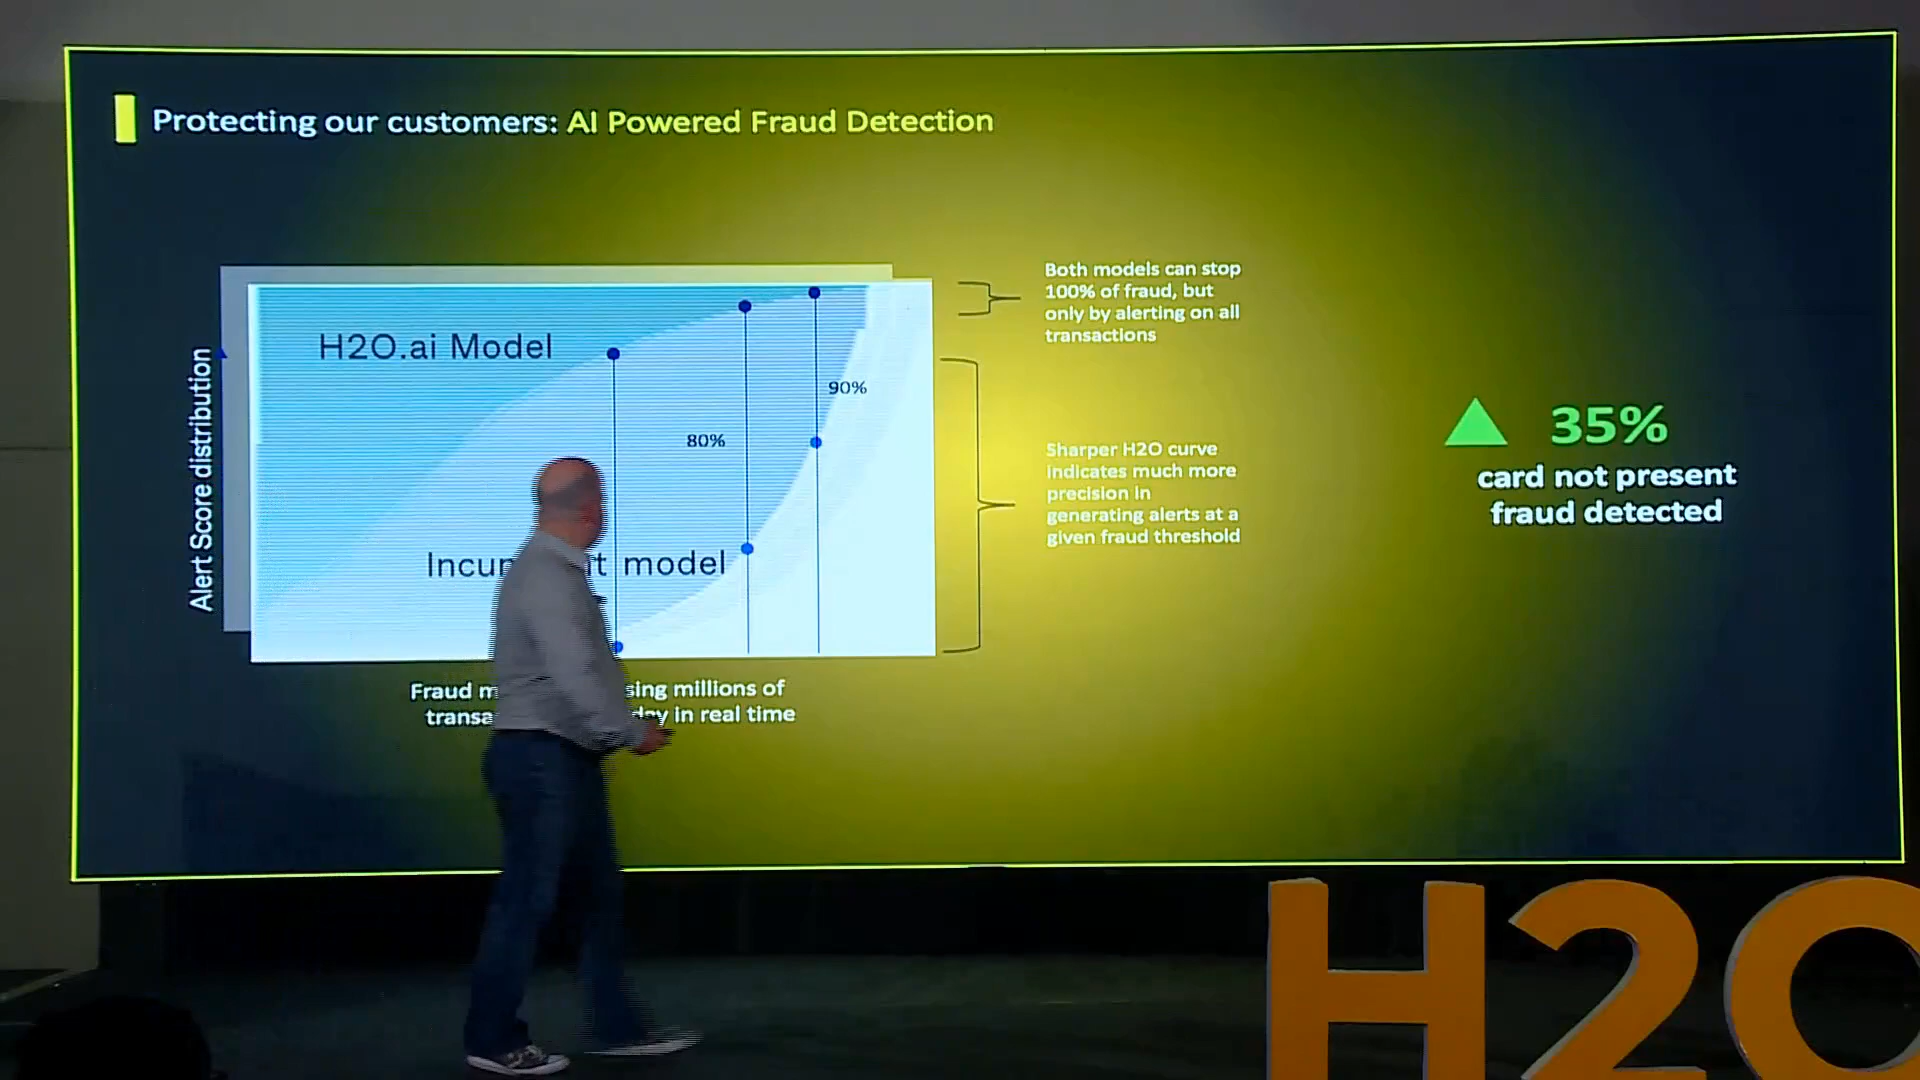 Protecting our customers: AI Powered Fraud Detection
Alert Score distribution
H2O.ai Model
90%
80%
model
Fraud
sing millions of
in real time
Both models can stop
100% of fraud, but
only by alerting on all
transactions
Sharper H2O curve
indicates much more
precision in
generating alerts at a
given fraud threshold
35%
card not present
fraud detected
H2O